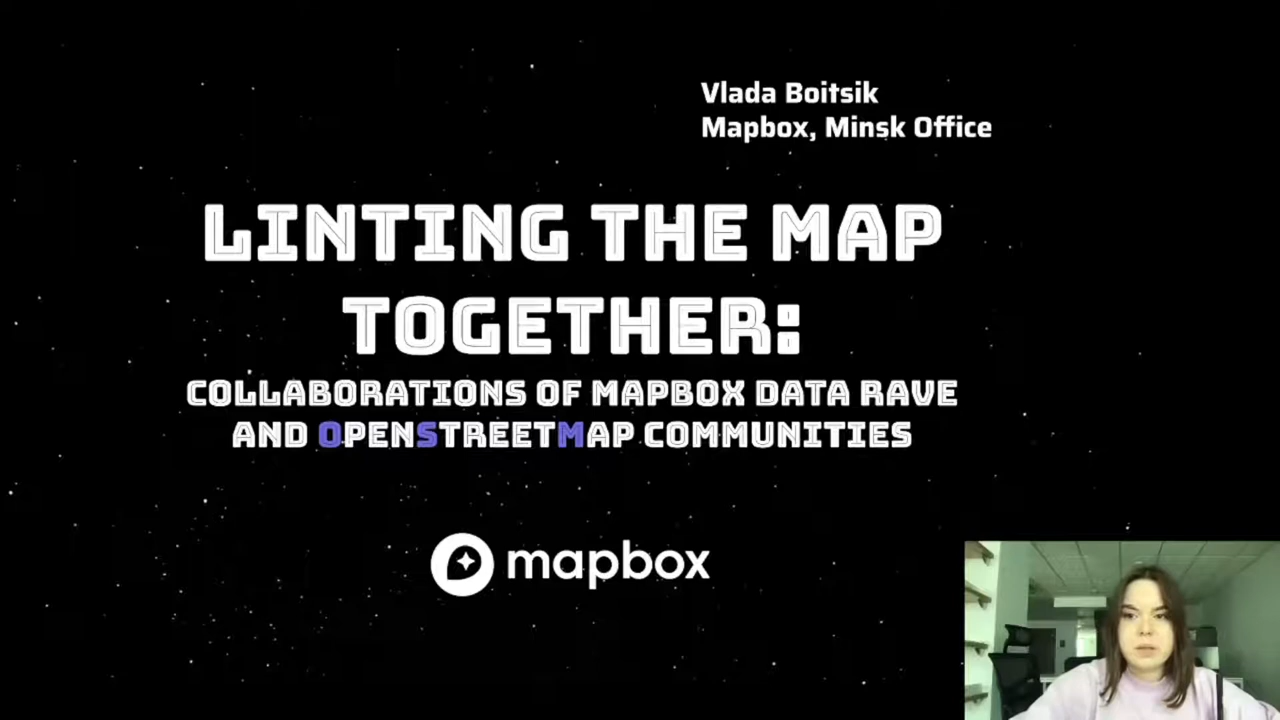 Vlada Boitsik
Mapbox, Minsk Office
LINTING THE MAP
TOGETHER:
COLLABORATIONS OF MAPBOX DATA RAVE
AND OPENSTREETMAP COMMUNITIES
mapbox